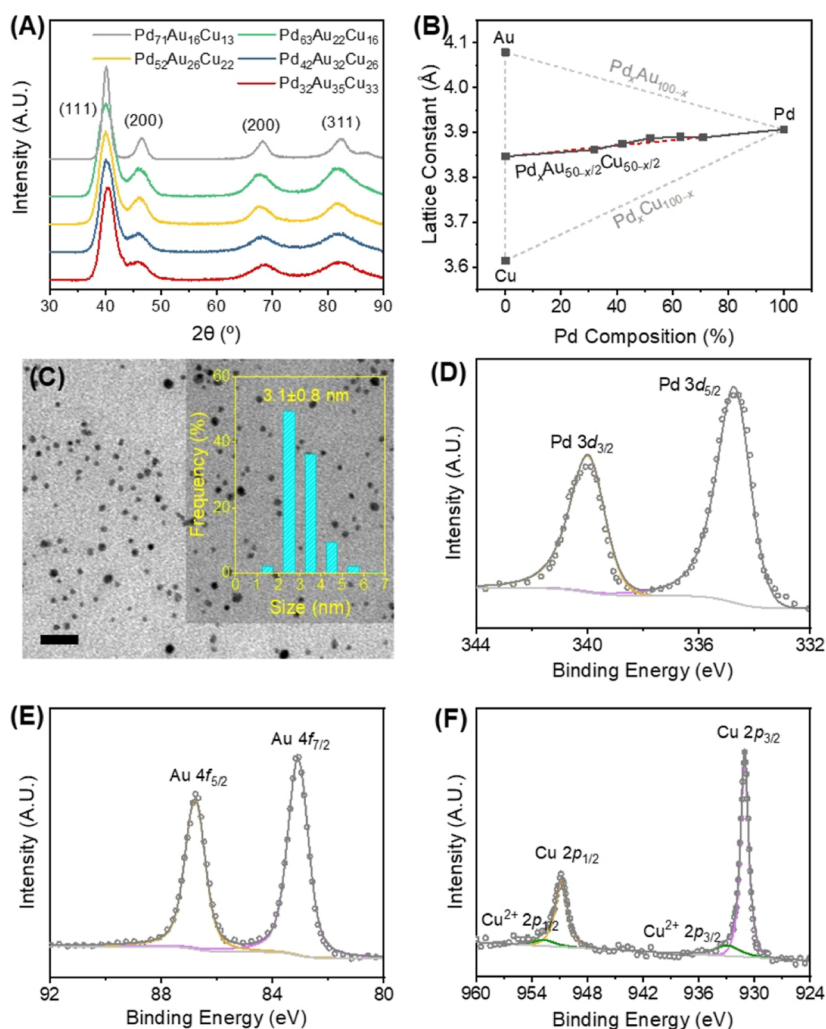 (A)
Pd71Au16Cu13
Pd63Au22Cu16
Pd52Au26Cu22
Pd42Au32Cu26
Pd32Au35Cu33
(111)
(200)
(200)
(311)
Intensity (A.U.)
30 40 50 60 70 80 90
2θ (º)
(B)
4.1
4.0
3.9
3.8
3.7
3.6
Lattice Constant (Å)
Au
PdxAu100-x
Pd
PdxAu50-x/2Cu50-x/2
PdxCu100-x
Cu
0 20 40 60 80 100
Pd Composition (%)
(C)
60
40
20
0
Frequency (%)
3.1±0.8 nm
0 1 2 3 4 5 6 7
Size (nm)
(D)
Pd 3d5/2
Pd 3d3/2
Intensity (A.U.)
344 340 336 332
Binding Energy (eV)
(E)
Au 4f7/2
Au 4f5/2
Intensity (A.U.)
92 88 84 80
Binding Energy (eV)
(F)
Cu 2p3/2
Cu 2p1/2
Cu2+ 2p1/2
Cu2+ 2p3/2
Intensity (A.U.)
960 954 948 942 936 930 924
Binding Energy (eV)